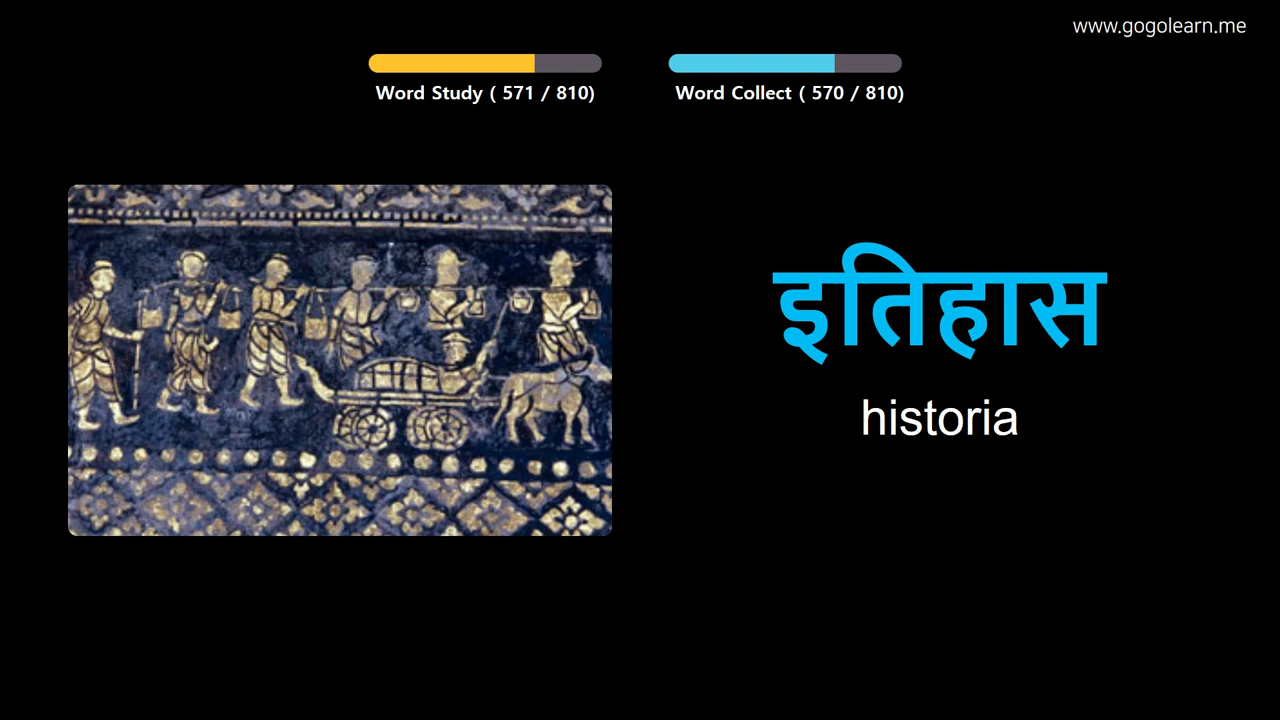 www.gogolearn.me
Word Study ( 571 / 810)
Word Collect ( 570 / 810)
इतिहास
historia